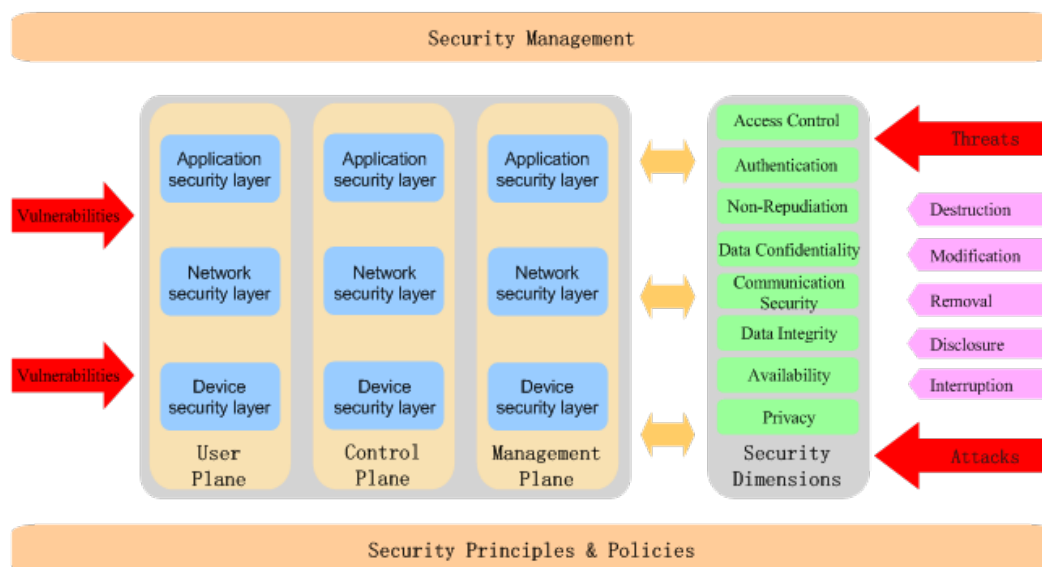 Security Management
Vulnerabilities
Vulnerabilities
Application
security layer
Network
security layer
Device
security layer
User
Plane
Application
security layer
Network
security layer
Device
security layer
Control
Plane
Application
security layer
Network
security layer
Device
security layer
Management
Plane
Access Control
Authentication
Non-Repudiation
Data Confidentiality
Communication
Security
Data Integrity
Availability
Privacy
Security
Dimensions
Threats
Destruction
Modification
Removal
Disclosure
Interruption
Attacks
Security Principles & Policies